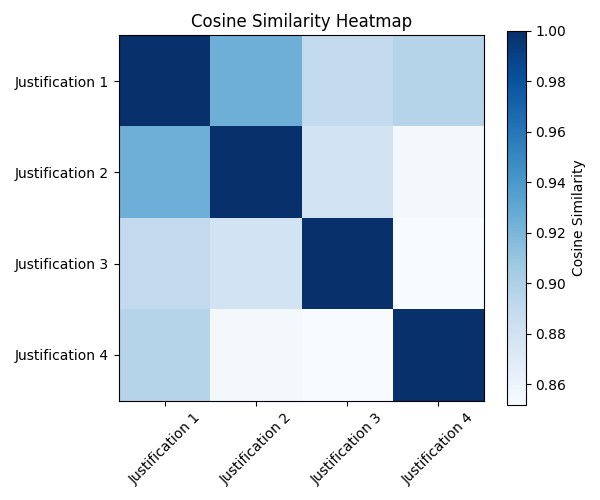 Cosine Similarity Heatmap
Justification 1
Justification 2
Justification 3
Justification 4
Justification 1
Justification 2
Justification 3
Justification 4
1.00
0.98
0.96
0.94
0.92
0.90
0.88
0.86
Cosine Similarity